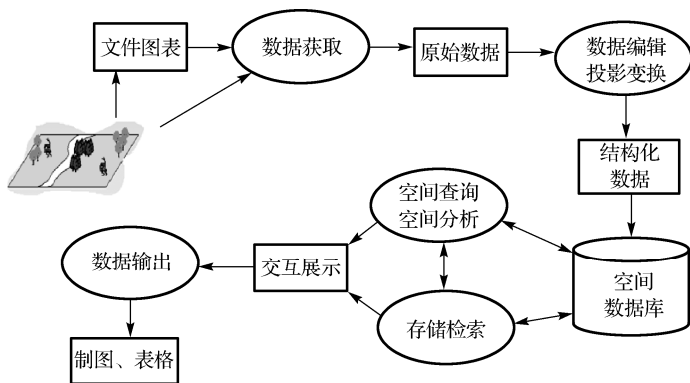 文件图表
数据获取
原始数据
数据编辑
投影变换
结构化
数据
空间查询
空间分析
数据输出
交互展示
空间
数据库
存储检索
制图、表格